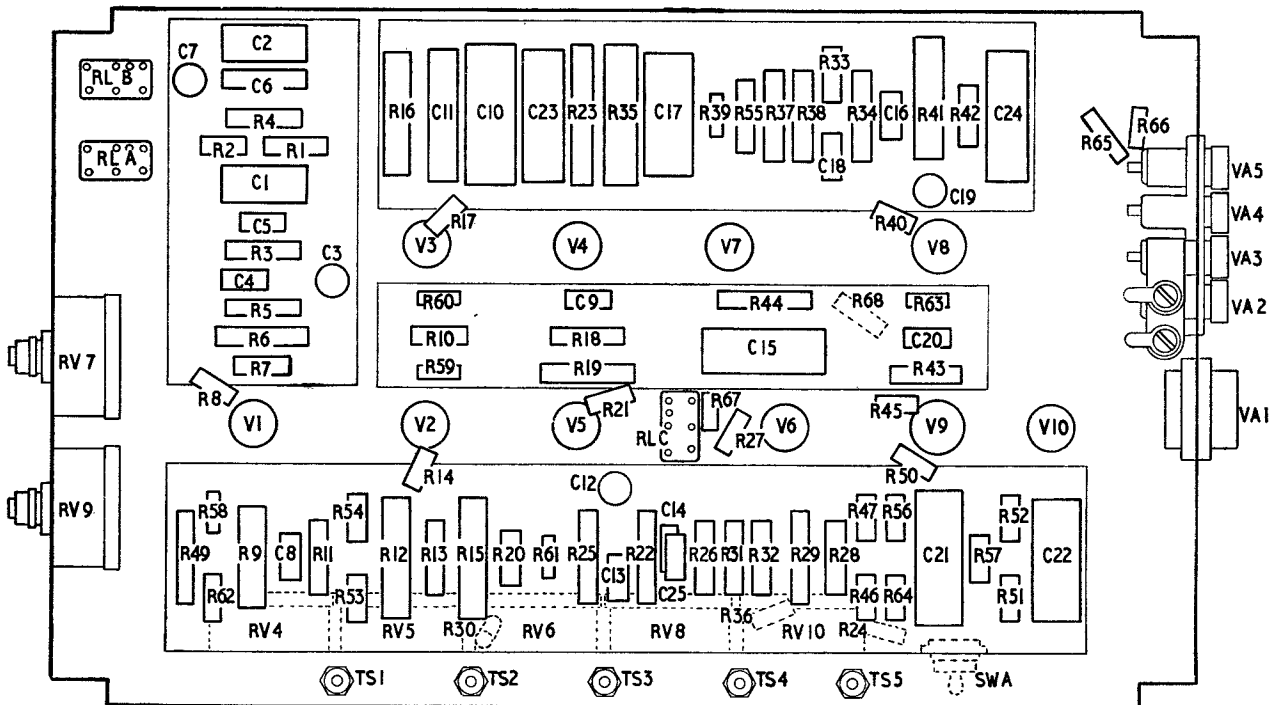 C7
C2
RL B
C6
R4
RL A
R2
R1
C1
C5
R3
C3
C4
R5
R6
R7
R8
RV7
RV9
R16
C11
C10
C23
R23
R35
C17
R39
R55
R37
R38
R33
C18
R34
C16
R41
R42
C24
C19
R17
R40
V3
V4
V7
V8
R65
R66
VA5
VA4
VA3
VA2
VA1
R60
C9
R44
R68
R63
R10
R18
C15
C20
R59
R19
R43
V1
V2
V5
R21
RLC
R67
R27
V6
R45
V9
V10
R14
R50
C12
R49
R58
R62
R9
C8
R11
R54
R53
R12
R13
R15
R20
R61
R25
C13
R22
C14
C25
R26
R31
R32
R29
R28
R47
R56
R46
R64
C21
R57
R52
R51
C22
RV4
RV5
R30
RV6
RV8
R36
RV10
R24
TS1
TS2
TS3
TS4
TS5
SWA